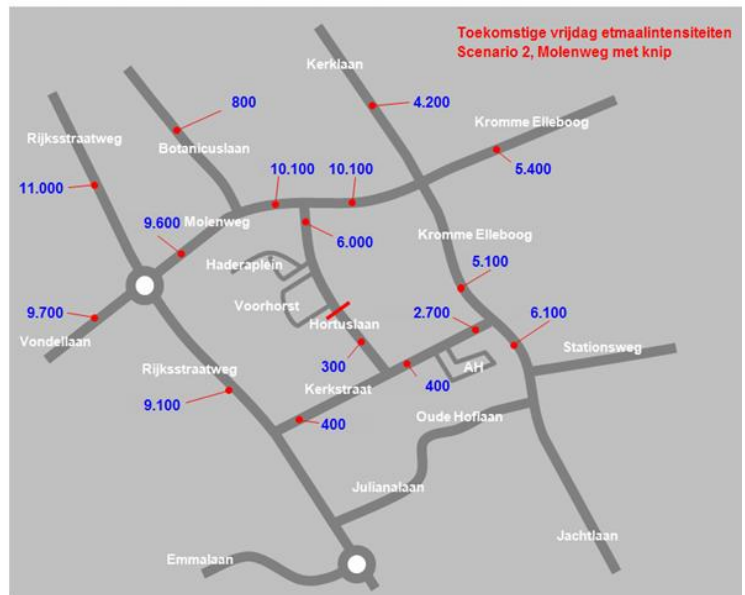 Toekomstige vrijdag etmaalintensiteiten
Scenario 2, Molenweg met knip
Kerklaan
800
4.200
Kromme Elleboog
Rijksstraatweg
Botanicuslaan
10.100
10.100
5.400
11.000
Molenweg
9.600
6.000
Kromme Elleboog
Haderaplein
5.100
Voorhorst
9.700
2.700
6.100
Hortuslaan
Vondellaan
Stationsweg
Rijksstraatweg
300
AH
Kerkstraat
400
9.100
Oude Hoflaan
400
Julianalaan
Jachtlaan
Emmalaan